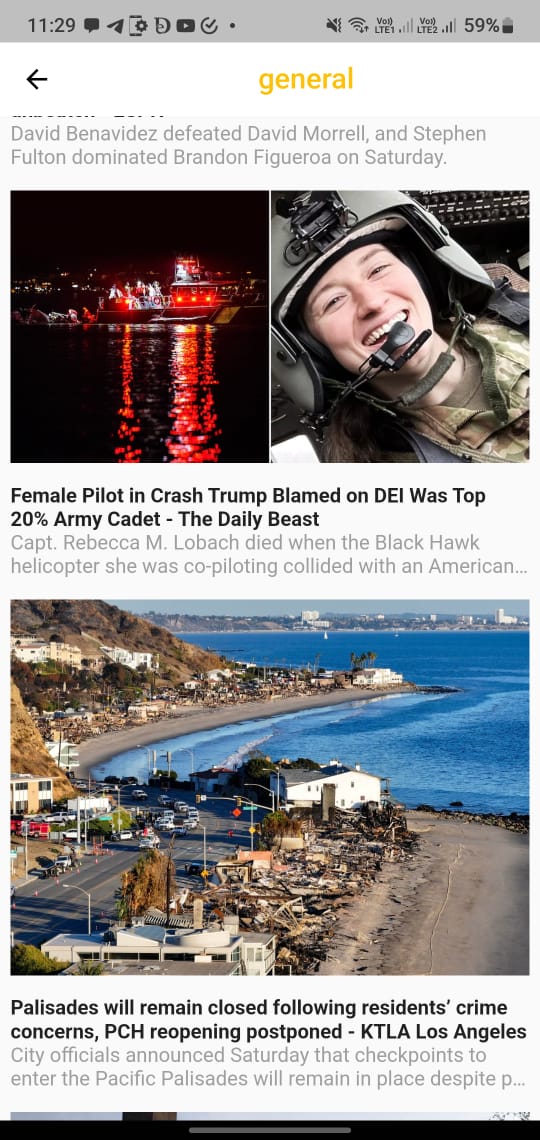 11:29
Vo)) LTE1
Vo)) LTE2
59%
general
David Benavidez defeated David Morrell, and Stephen
Fulton dominated Brandon Figueroa on Saturday.
Female Pilot in Crash Trump Blamed on DEI Was Top
20% Army Cadet - The Daily Beast
Capt. Rebecca M. Lobach died when the Black Hawk
helicopter she was co-piloting collided with an American...
Palisades will remain closed following residents’ crime
concerns, PCH reopening postponed - KTLA Los Angeles
City officials announced Saturday that checkpoints to
enter the Pacific Palisades will remain in place despite p...